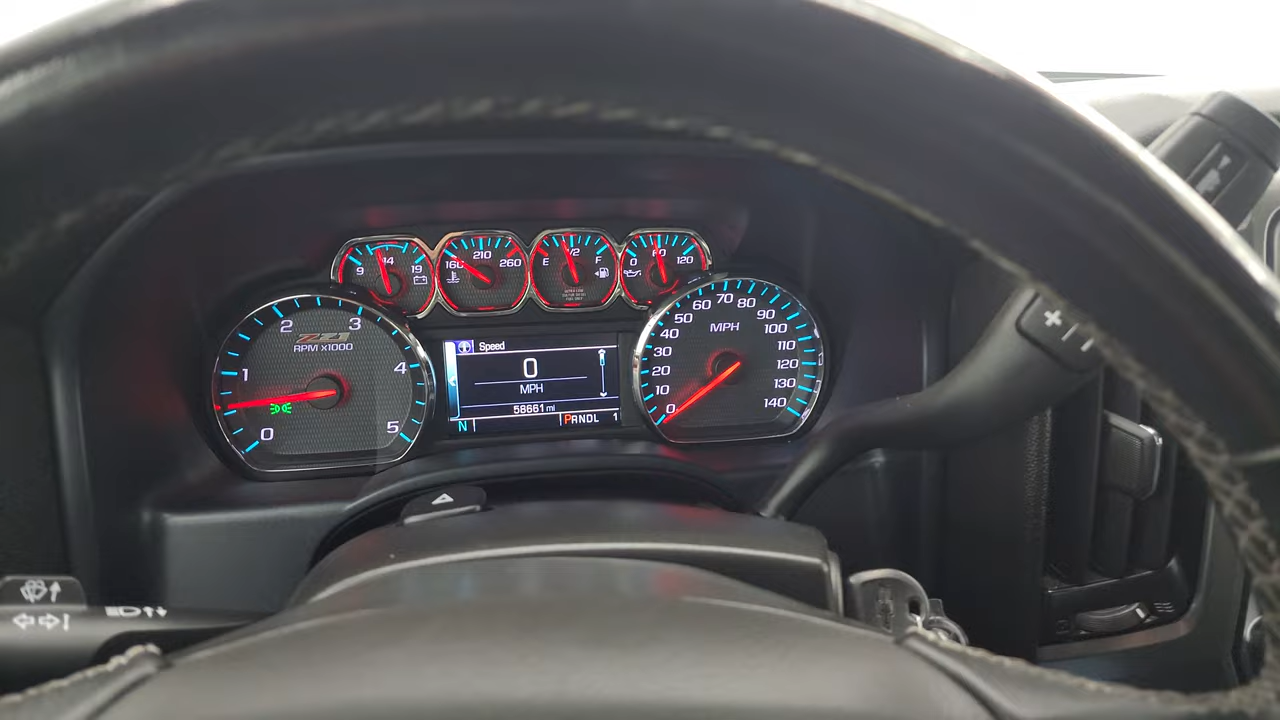 9 14 19
160 210 260
E 1/2 F
0 80 120
1 2 3 4 5 0
Z71
RPM X1000
Speed
0
MPH
58661 mi
N
PRNDL 1
MPH
0 10 20 30 40 50 60 70 80 90 100 110 120 130 140
+
-